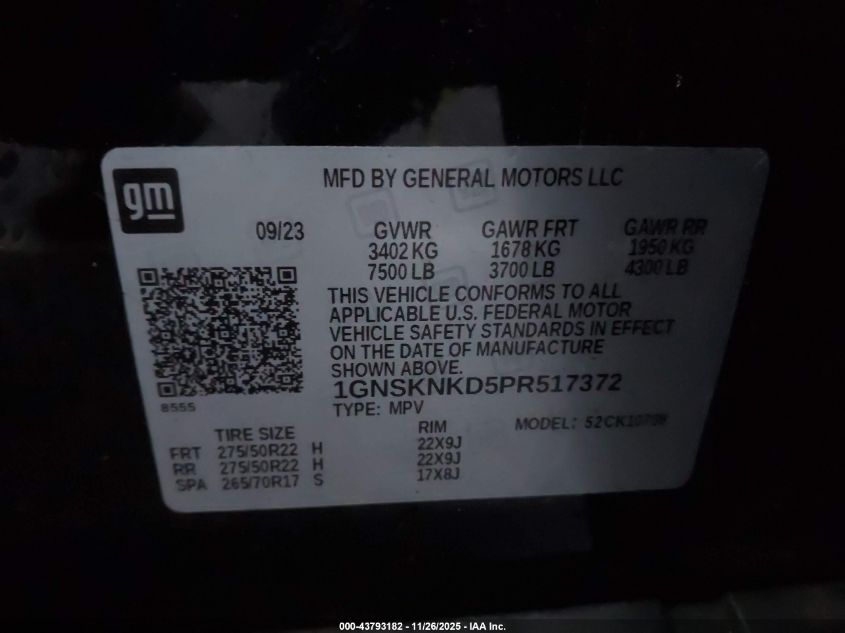 gm
MFD BY GENERAL MOTORS LLC
09/23
GVWR GAWR FRT GAWR RR
3402 KG 1678 KG 1950 KG
7500 LB 3700 LB 4300 LB
THIS VEHICLE CONFORMS TO ALL
APPLICABLE U.S. FEDERAL MOTOR
VEHICLE SAFETY STANDARDS IN EFFECT
ON THE DATE OF MANUFACTURE
SHOWN ABOVE.
1GNSKNKD5PR517372
8555
TYPE: MPV
MODEL:
TIRE SIZE RIM
FRT 275/50R22 H 22X9J
RR 275/50R22 H 22X9J
SPA 265/70R17 S 17X8J
000-43793182 - 11/26/2025 - IAA Inc.